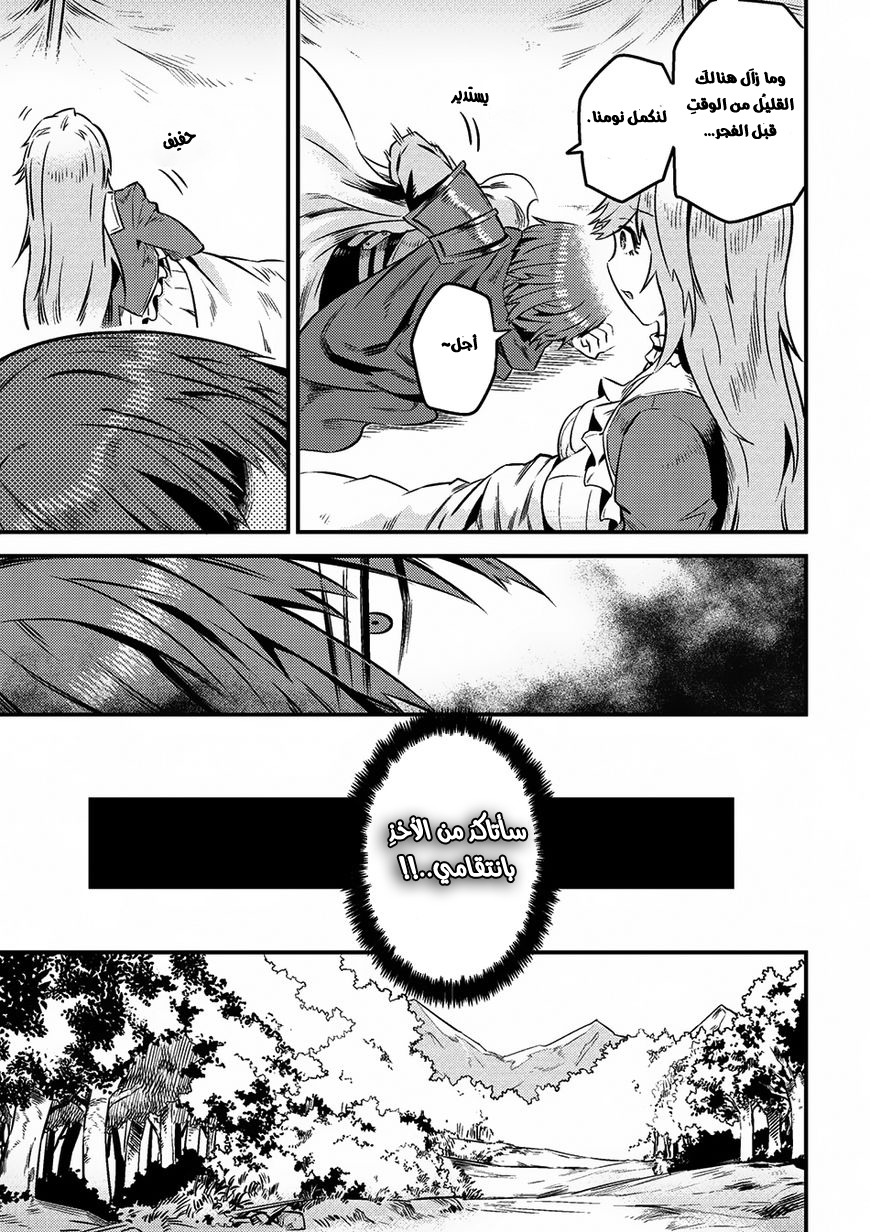 وما زالَ هنالكَ
القليلُ من الوقتِ
قبل الفجر...
لنكمل نومنا.
يستدير
أجل~
حفيف
سأتأكدُ من الأخذِ
بانتقامي..!!